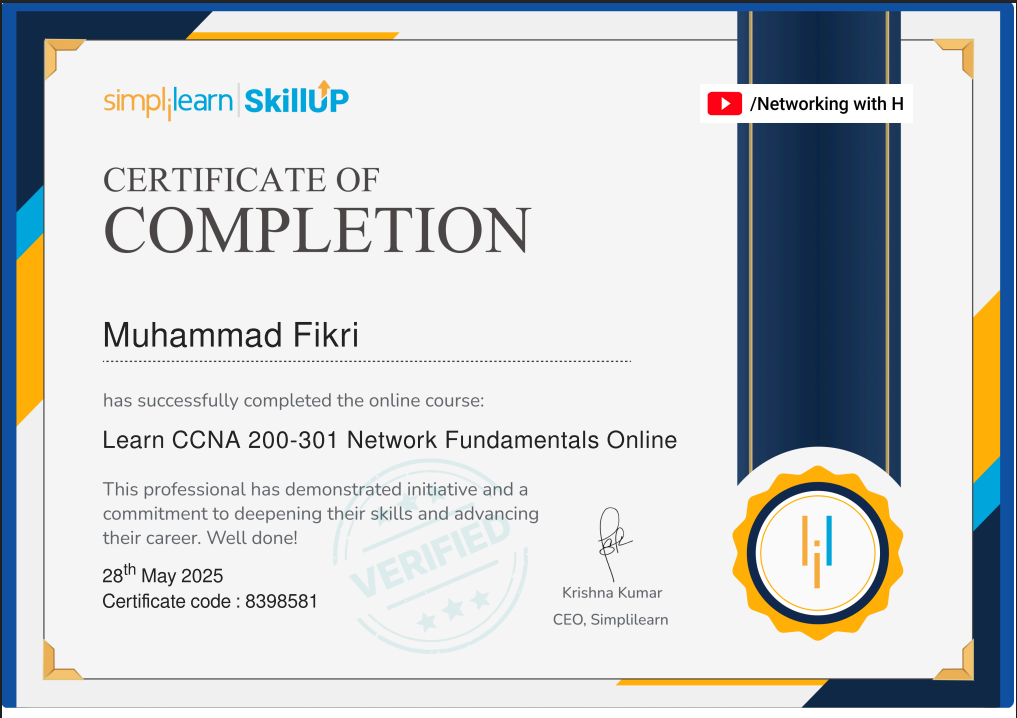 simplilearn | SkillUP
/Networking with H
CERTIFICATE OF
COMPLETION
Muhammad Fikri
has successfully completed the online course:
Learn CCNA 200-301 Network Fundamentals Online
This professional has demonstrated initiative and a
commitment to deepening their skills and advancing
their career. Well done!
VERIFIED
28th May 2025
Certificate code : 8398581
Krishna Kumar
CEO, Simplilearn